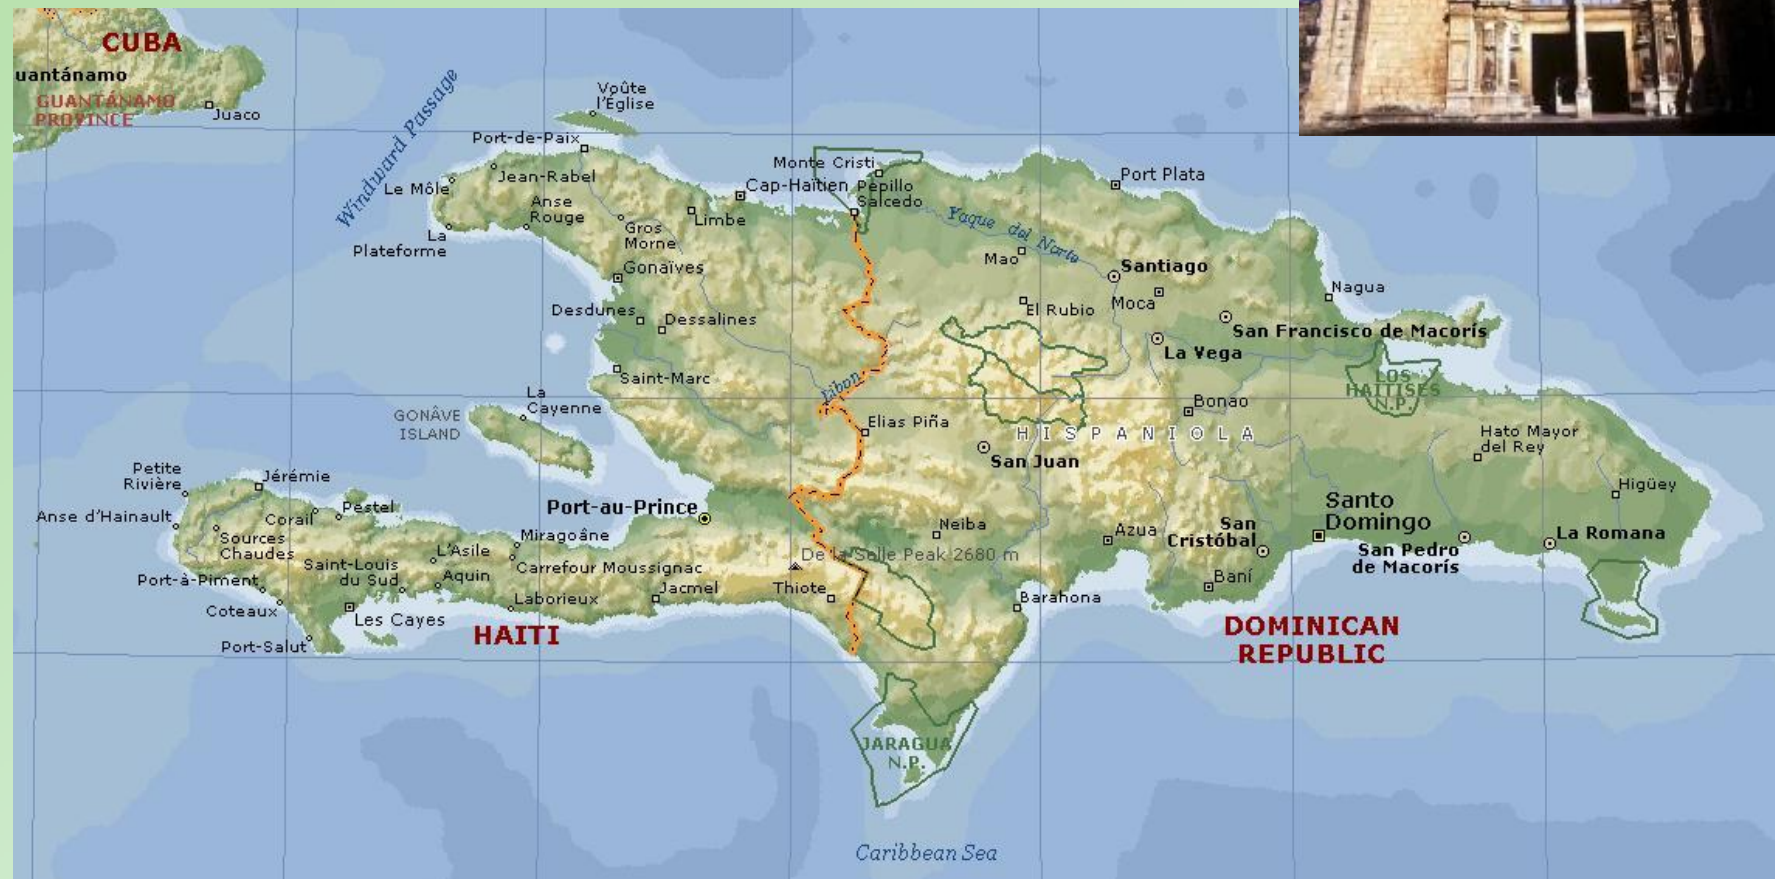 CUBA
uantánamo
GUANTÁNAMO
PROVINCE
Juaco
Windward Passage
Voûte
l'Église
Port-de-Paix
Jean-Rabel
Le Môle
Anse
Rouge
La
Plateforme
Gros
Morne
Limbe
Cap-Haïtien
Monte Cristi
Pepillo
Salcedo
Port Plata
Yaque del Norte
Mao
Santiago
Moca
El Rubio
Nagua
San Francisco de Macorís
La Vega
Gonaïves
Desdunes
Dessalines
Saint-Marc
Libon
LOS
HAITISES
N.P.
La
Cayenne
GONÂVE
ISLAND
Elias Piña
Bonao
HISPANIOLA
San Juan
Hato Mayor
del Rey
Higüey
Petite
Rivière
Jérémie
Anse d'Hainault
Corail
Pestel
Sources
Chaudes
Port-au-Prince
Miragoâne
L'Asile
Saint-Louis
du Sud
Aquin
Carrefour Moussignac
Port-à-Piment
Coteaux
Laborieux
Jacmel
Les Cayes
Port-Salut
HAITI
De la Selle Peak 2680 m
Thiote
Neiba
Azua
Barahona
San
Cristóbal
Baní
Santo
Domingo
San Pedro
de Macorís
La Romana
DOMINICAN
REPUBLIC
JARAGUA
N.P.
Caribbean Sea